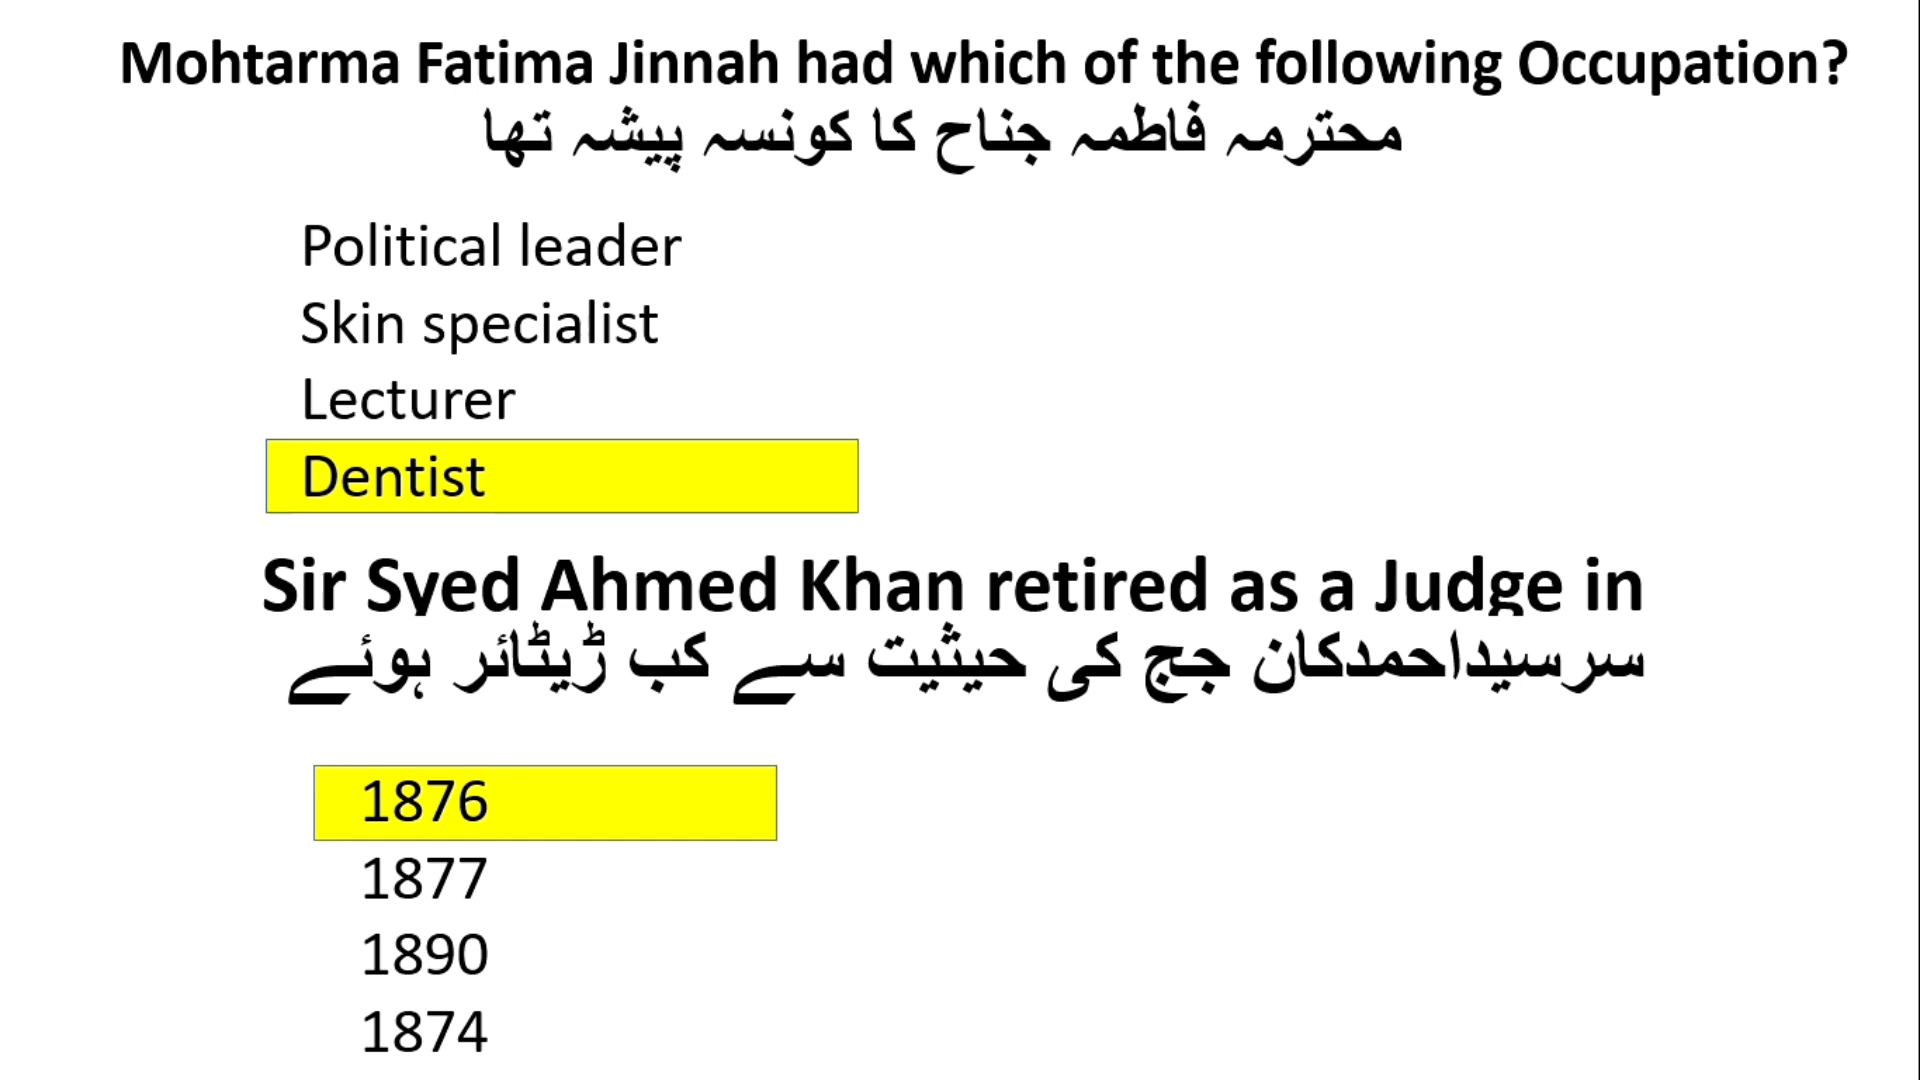 Mohtarma Fatima Jinnah had which of the following Occupation?
محترمہ فاطمہ جناح کا کونسہ پیشہ تھا
Political leader
Skin specialist
Lecturer
Dentist
Sir Syed Ahmed Khan retired as a Judge in
سرسیداحمدکان جج کی حیثیت سے کب ڑیٹائر ہوئے
1876
1877
1890
1874